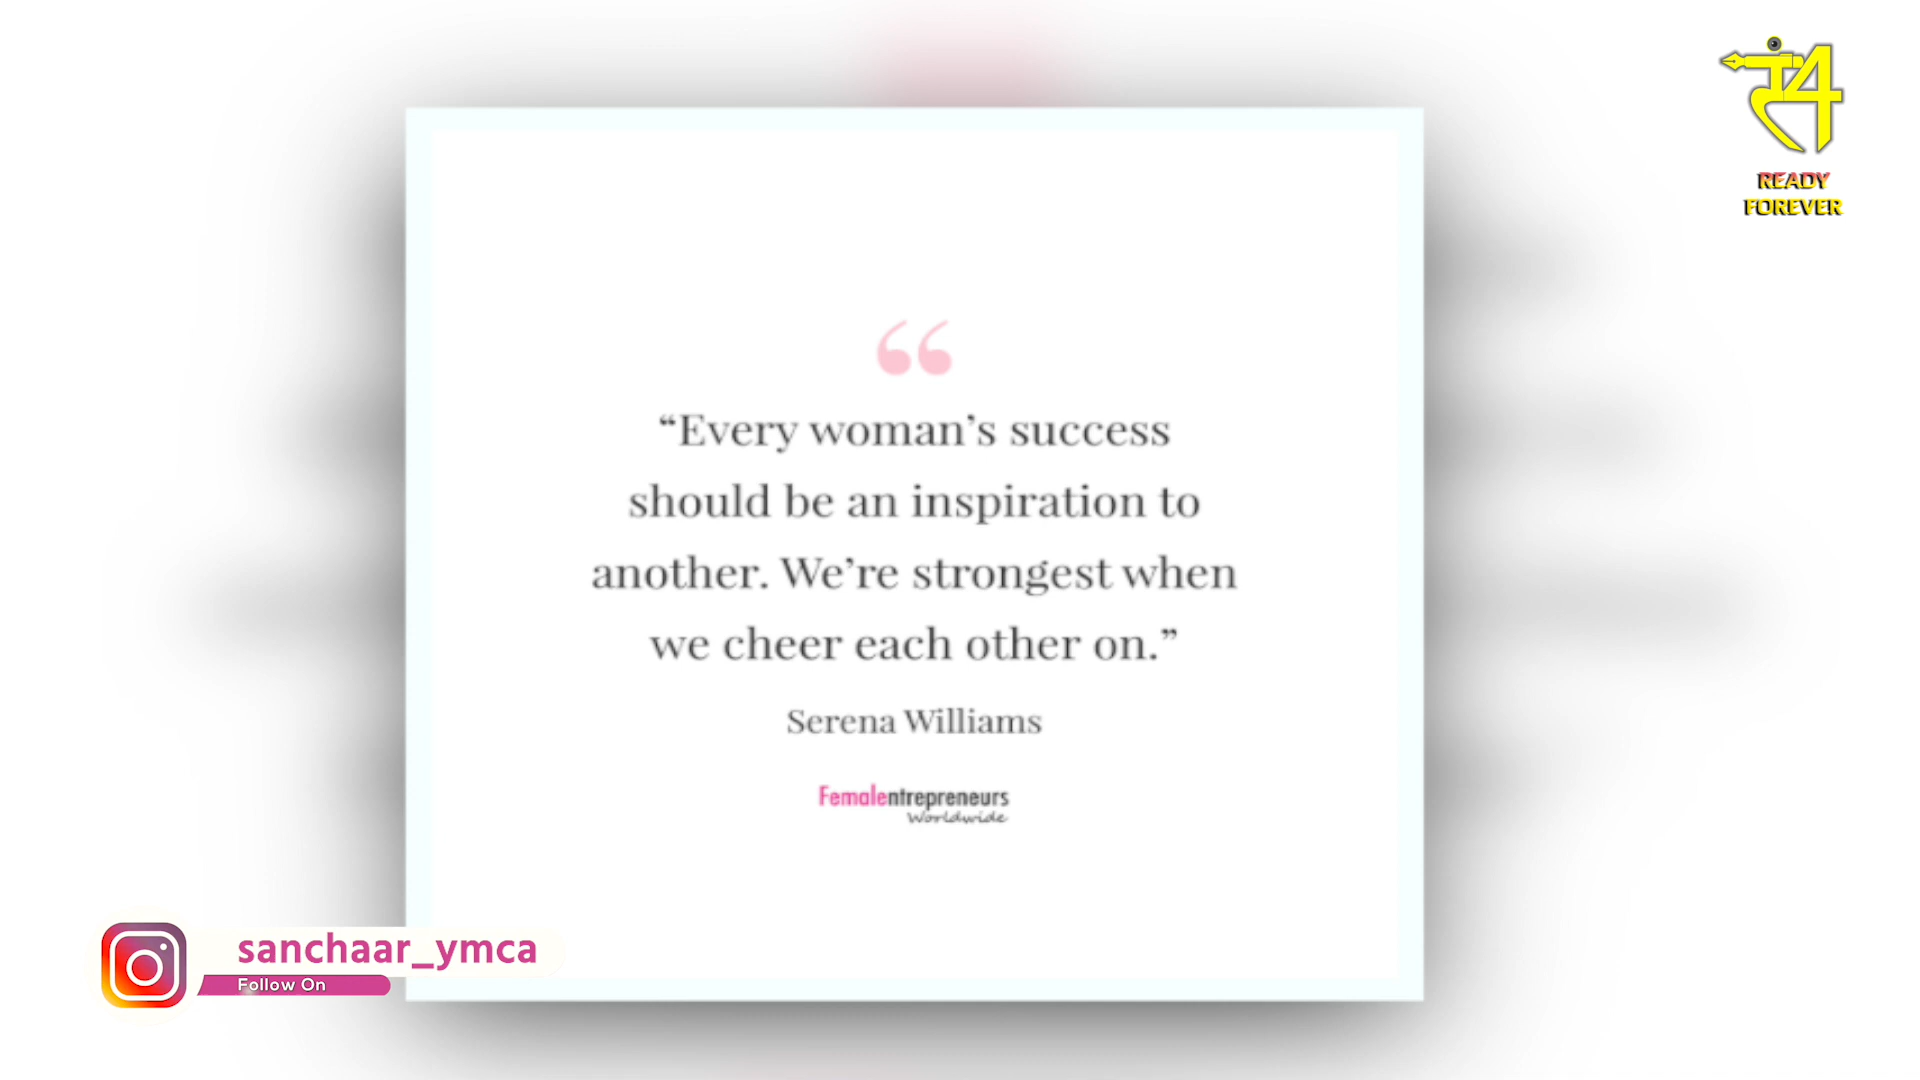 READY
FOREVER
“Every woman’s success
should be an inspiration to
another. We’re strongest when
we cheer each other on.”
Serena Williams
Femalentrepreneurs
Worldwide
sanchaar_ymca
Follow On